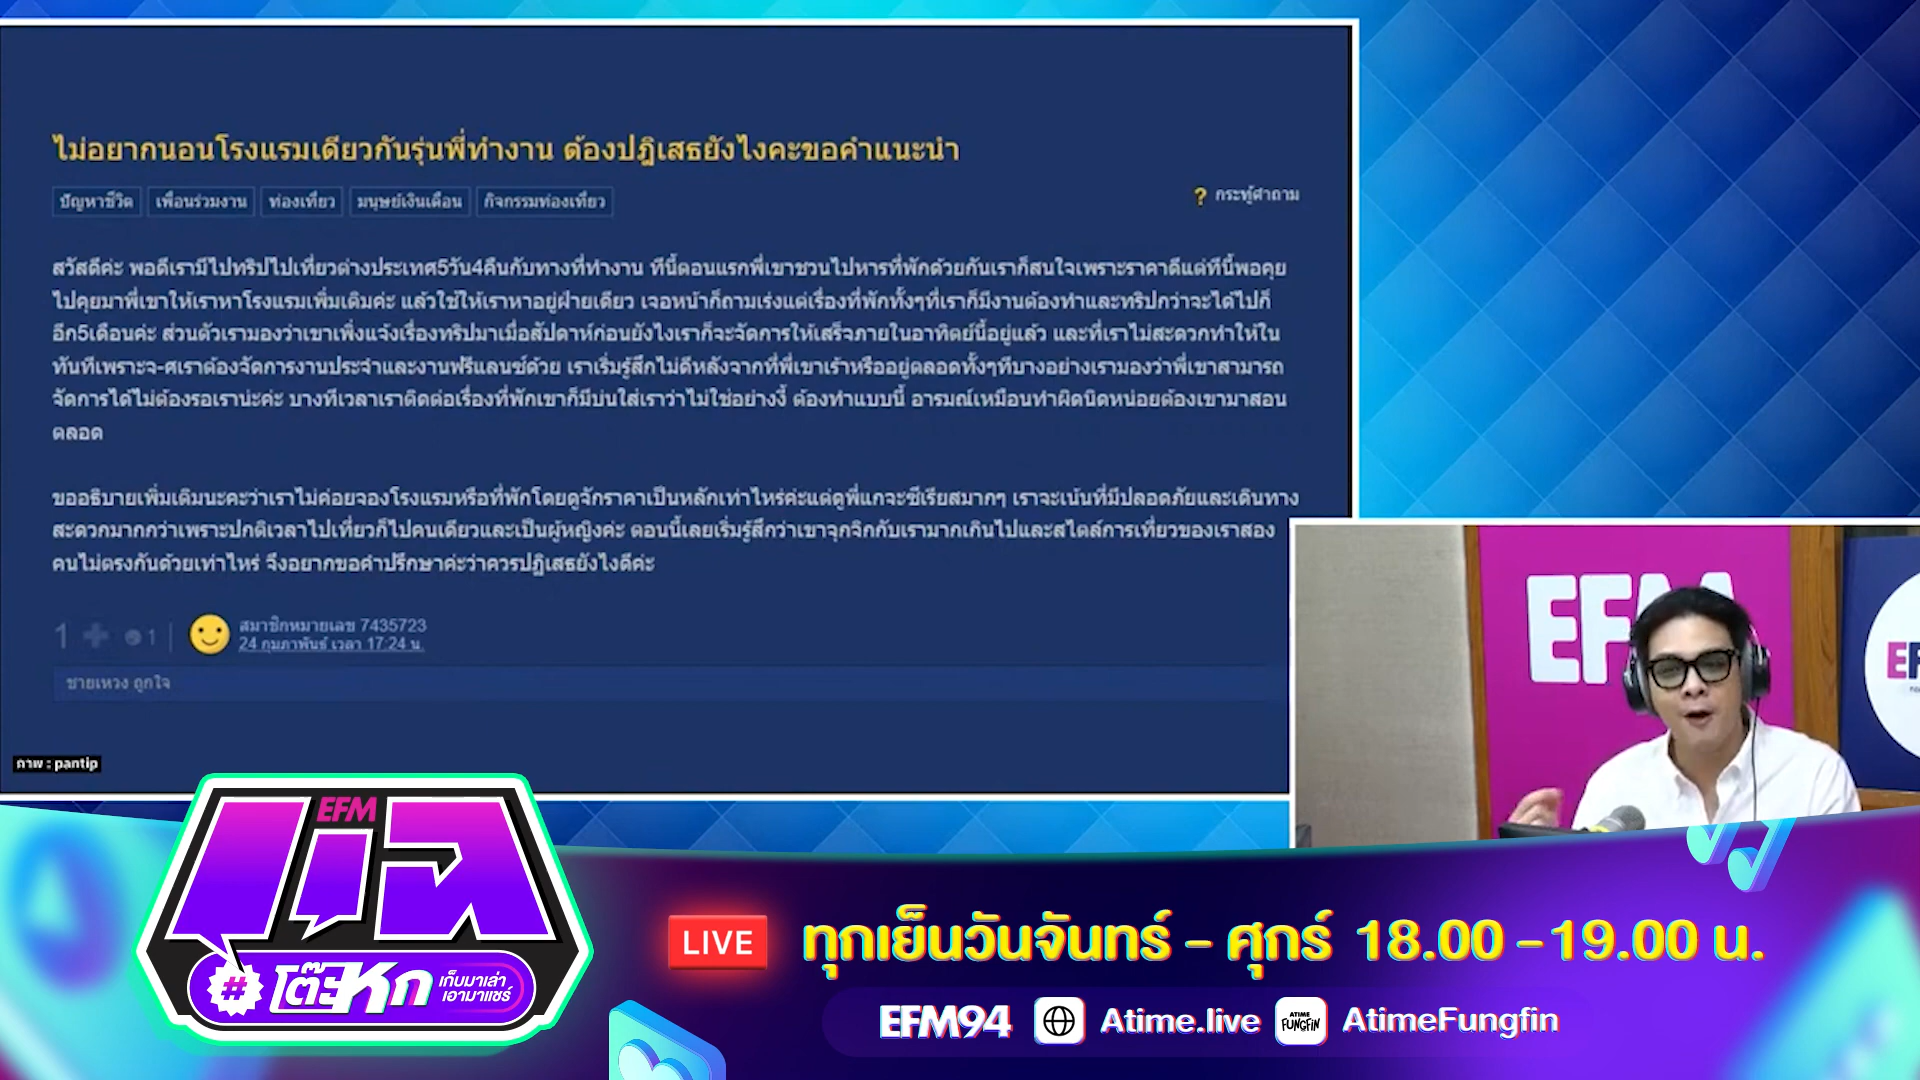 ไม่อยากนอนโรงแรมเดียวกันรุ่นพี่ทำงาน ต้องปฎิเสธยังไงคะขอคำแนะนำ
ปัญหาชีวิต เพื่อนร่วมงาน ท่องเที่ยว มนุษย์เงินเดือน กิจกรรมท่องเที่ยว
? กระทู้คำถาม
สวัสดีค่ะ พอดีเรามีไปทริปไปเที่ยวต่างประเทศ5วัน4คืนกับทางที่ทำงาน ทีนี้ตอนแรกพี่เขาชวนไปหารที่พักด้วยกันเราก็สนใจเพราะราคาดีแต่ทีนี้พอคุย
ไปคุยมาพี่เขาให้เราหาโรงแรมเพิ่มเติมค่ะ แล้วใช้ให้เราหาอยู่ฝ่ายเดียว เจอหน้าก็ถามเร่งแต่เรื่องที่พักทั้งๆที่เราก็มีงานต้องทำและทริปกว่าจะได้ไปก็
อีก5เดือนค่ะ ส่วนตัวเรามองว่าเขาเพิ่งแจ้งเรื่องทริปมาเมื่อสัปดาห์ก่อนยังไงเราก็จะจัดการให้เสร็จภายในอาทิตย์นี้อยู่แล้ว และที่เราไม่สะดวกทำให้ใน
ทันทีเพราะจ-ศเราต้องจัดการงานประจำและงานฟรีแลนซ์ด้วย เราเริ่มรู้สึกไม่ดีหลังจากที่พี่เขาเร้าหรืออยู่ตลอดทั้งๆทีบางอย่างเรามองว่าพี่เขาสามารถ
จัดการได้ไม่ต้องรอเราน่ะค่ะ บางทีเวลาเราติดต่อเรื่องที่พักเขาก็มีบ่นใส่เราว่าไม่ใช่อย่างงี้ ต้องทำแบบนี้ อารมณ์เหมือนทำผิดนิดหน่อยต้องเขามาสอน
ตลอด
ขออธิบายเพิ่มเติมนะคะว่าเราไม่ค่อยจองโรงแรมหรือที่พักโดยดูจักราคาเป็นหลักเท่าไหร่ค่ะแต่ดูพี่แกจะซีเรียสมากๆ เราจะเน้นที่มีปลอดภัยและเดินทาง
สะดวกมากกว่าเพราะปกติเวลาไปเที่ยวก็ไปคนเดียวและเป็นผู้หญิงค่ะ ตอนนี้เลยเริ่มรู้สึกว่าเขาจุกจิกกับเรามากเกินไปและสไตล์การเที่ยวของเราสอง
คนไม่ตรงกันด้วยเท่าไหร่ จึงอยากขอคำปรึกษาค่ะว่าควรปฏิเสธยังไงดีค่ะ
1 1
สมาชิกหมายเลข 7435723
24 กุมภาพันธ์ เวลา 17:24 น.
ชายเหวง ถูกใจ
ภาพ : pantip
EFM
EFM
แฉ
#โต๊ะหก
เก็บมาเล่า
เอามาแชร์
LIVE ทุกเย็นวันจันทร์ - ศุกร์ 18.00 -19.00 น.
EFM94 Atime.live ATIME FUNGFIN AtimeFungfin